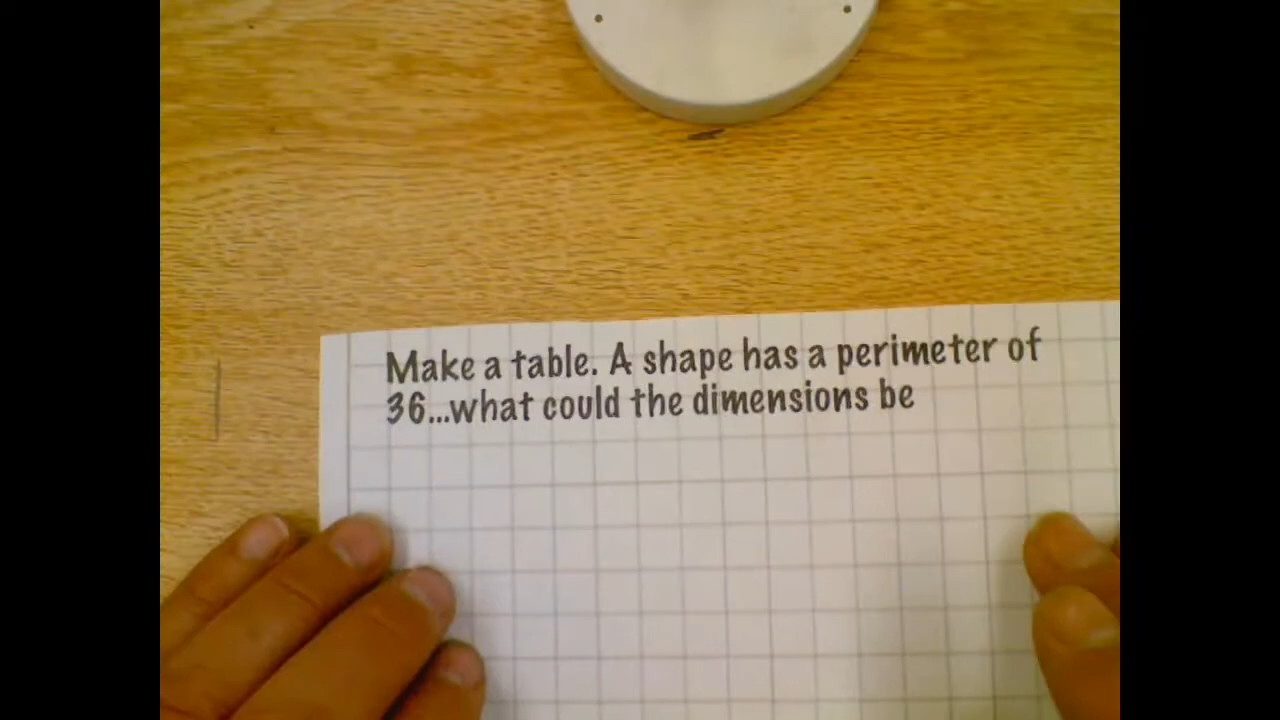 Make a table. A shape has a perimeter of
36...what could the dimensions be